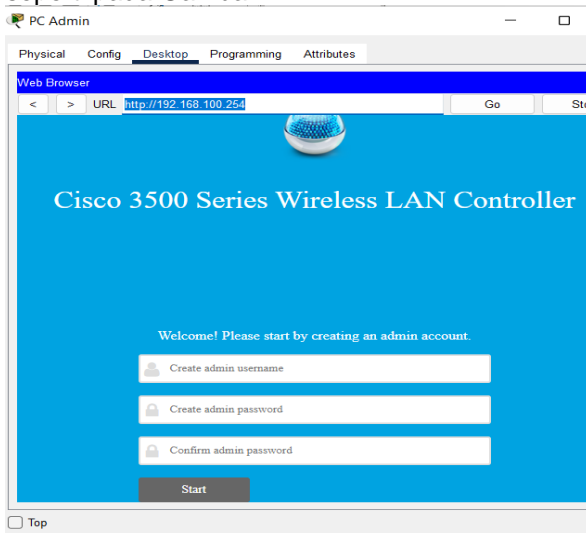 PC Admin
Physical Config Desktop Programming Attributes
Web Browser
< > URL http://192.168.100.254 Go
Cisco 3500 Series Wireless LAN Controller
Welcome! Please start by creating an admin account.
Create admin username
Create admin password
Confirm admin password
Start
Top